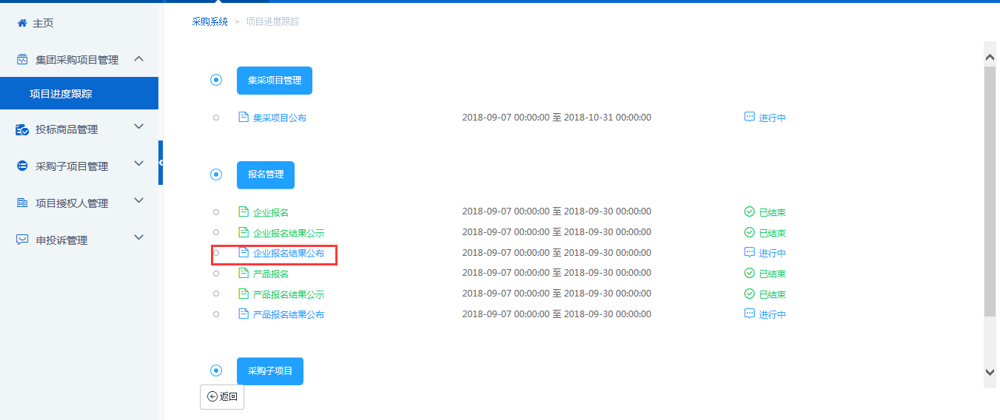 主页
集团采购项目管理
项目进度跟踪
投标商品管理
采购子项目管理
项目授权人管理
申投诉管理
采购系统 > 项目进度跟踪
集采项目管理
集采项目公布 2018-09-07 00:00:00 至 2018-10-31 00:00:00 进行中
报名管理
企业报名 2018-09-07 00:00:00 至 2018-09-30 00:00:00 已结束
企业报名结果公示 2018-09-07 00:00:00 至 2018-09-30 00:00:00 已结束
企业报名结果公布 2018-09-07 00:00:00 至 2018-09-30 00:00:00 进行中
产品报名 2018-09-07 00:00:00 至 2018-09-30 00:00:00 已结束
产品报名结果公示 2018-09-07 00:00:00 至 2018-09-30 00:00:00 已结束
产品报名结果公布 2018-09-07 00:00:00 至 2018-09-30 00:00:00 进行中
采购子项目
返回